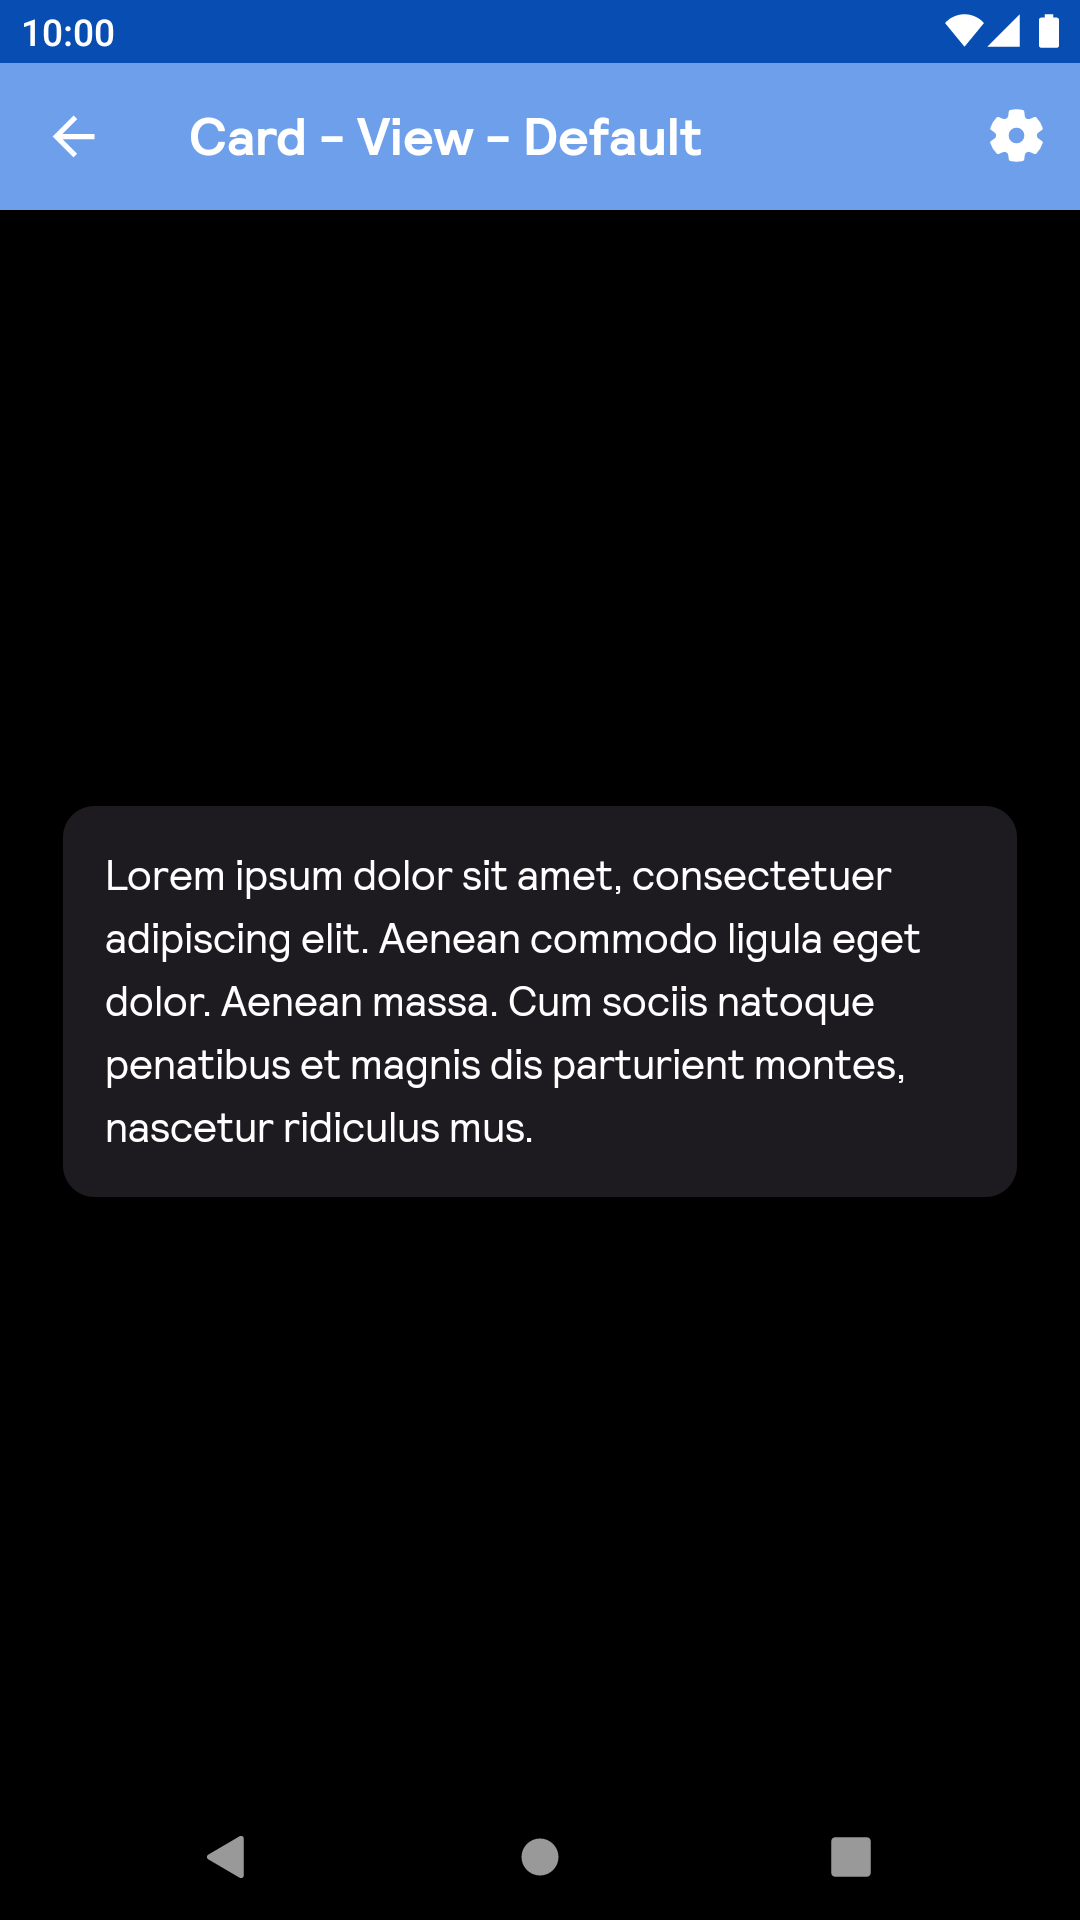 10:00
Card - View - Default
Lorem ipsum dolor sit amet, consectetuer
adipiscing elit. Aenean commodo ligula eget
dolor. Aenean massa. Cum sociis natoque
penatibus et magnis dis parturient montes,
nascetur ridiculus mus.